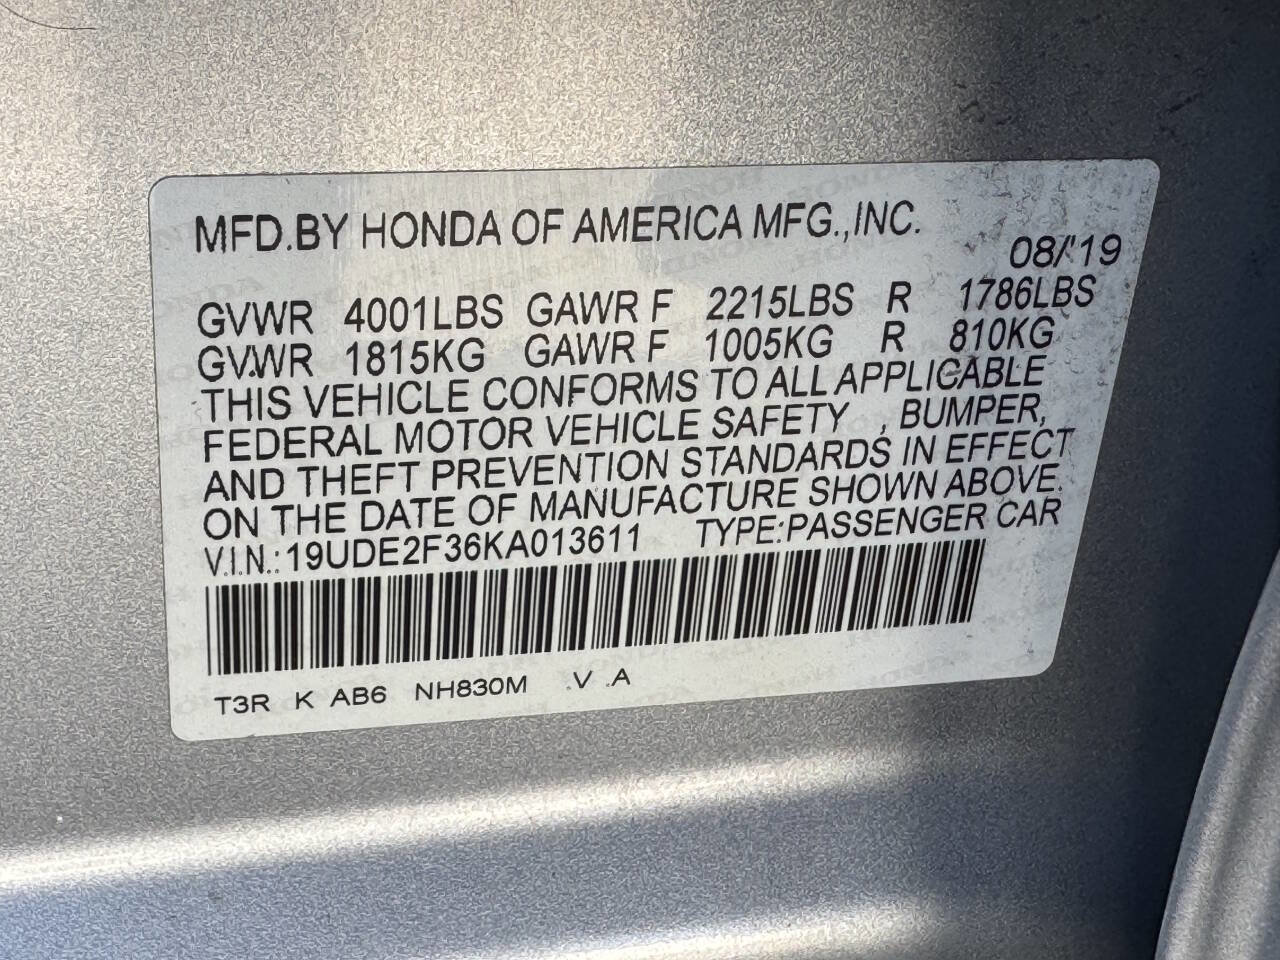 MFD.BY HONDA OF AMERICA MFG.,INC.
08/'19
GVWR 4001LBS GAWR F 2215LBS R 1786LBS
GVWR 1815KG GAWR F 1005KG R 810KG
THIS VEHICLE CONFORMS TO ALL APPLICABLE
FEDERAL MOTOR VEHICLE SAFETY , BUMPER,
AND THEFT PREVENTION STANDARDS IN EFFECT
ON THE DATE OF MANUFACTURE SHOWN ABOVE.
V.I.N.: 19UDE2F36KA013611 TYPE:PASSENGER CAR
T3R K AB6 NH830M .V .A